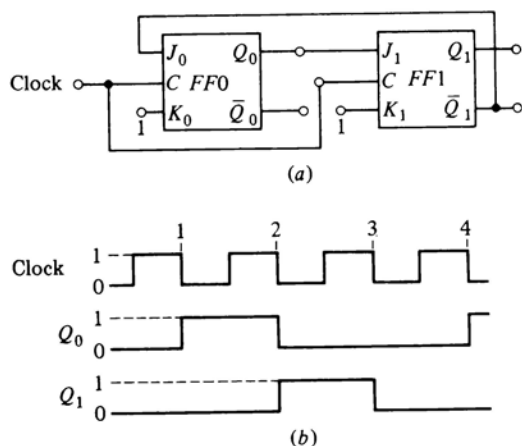 J₀ Q₀ J₁ Q₁
Clock C FF0 C FF1
1 K₀ Q̄₀ 1 K₁ Q̄₁
(a)
1 2 3 4
Clock 1 0
Q₀ 1 0
Q₁ 1 0
(b)